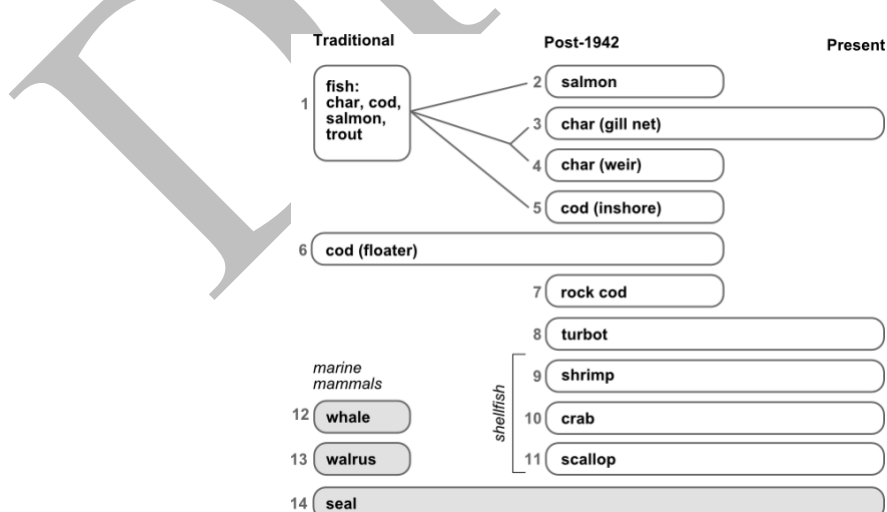 Traditional
Post-1942
Present
1
fish:
char, cod,
salmon,
trout
2 salmon
3 char (gill net)
4 char (weir)
5 cod (inshore)
6 cod (floater)
7 rock cod
8 turbot
marine
mammals
shellfish
9 shrimp
10 crab
11 scallop
12 whale
13 walrus
14 seal